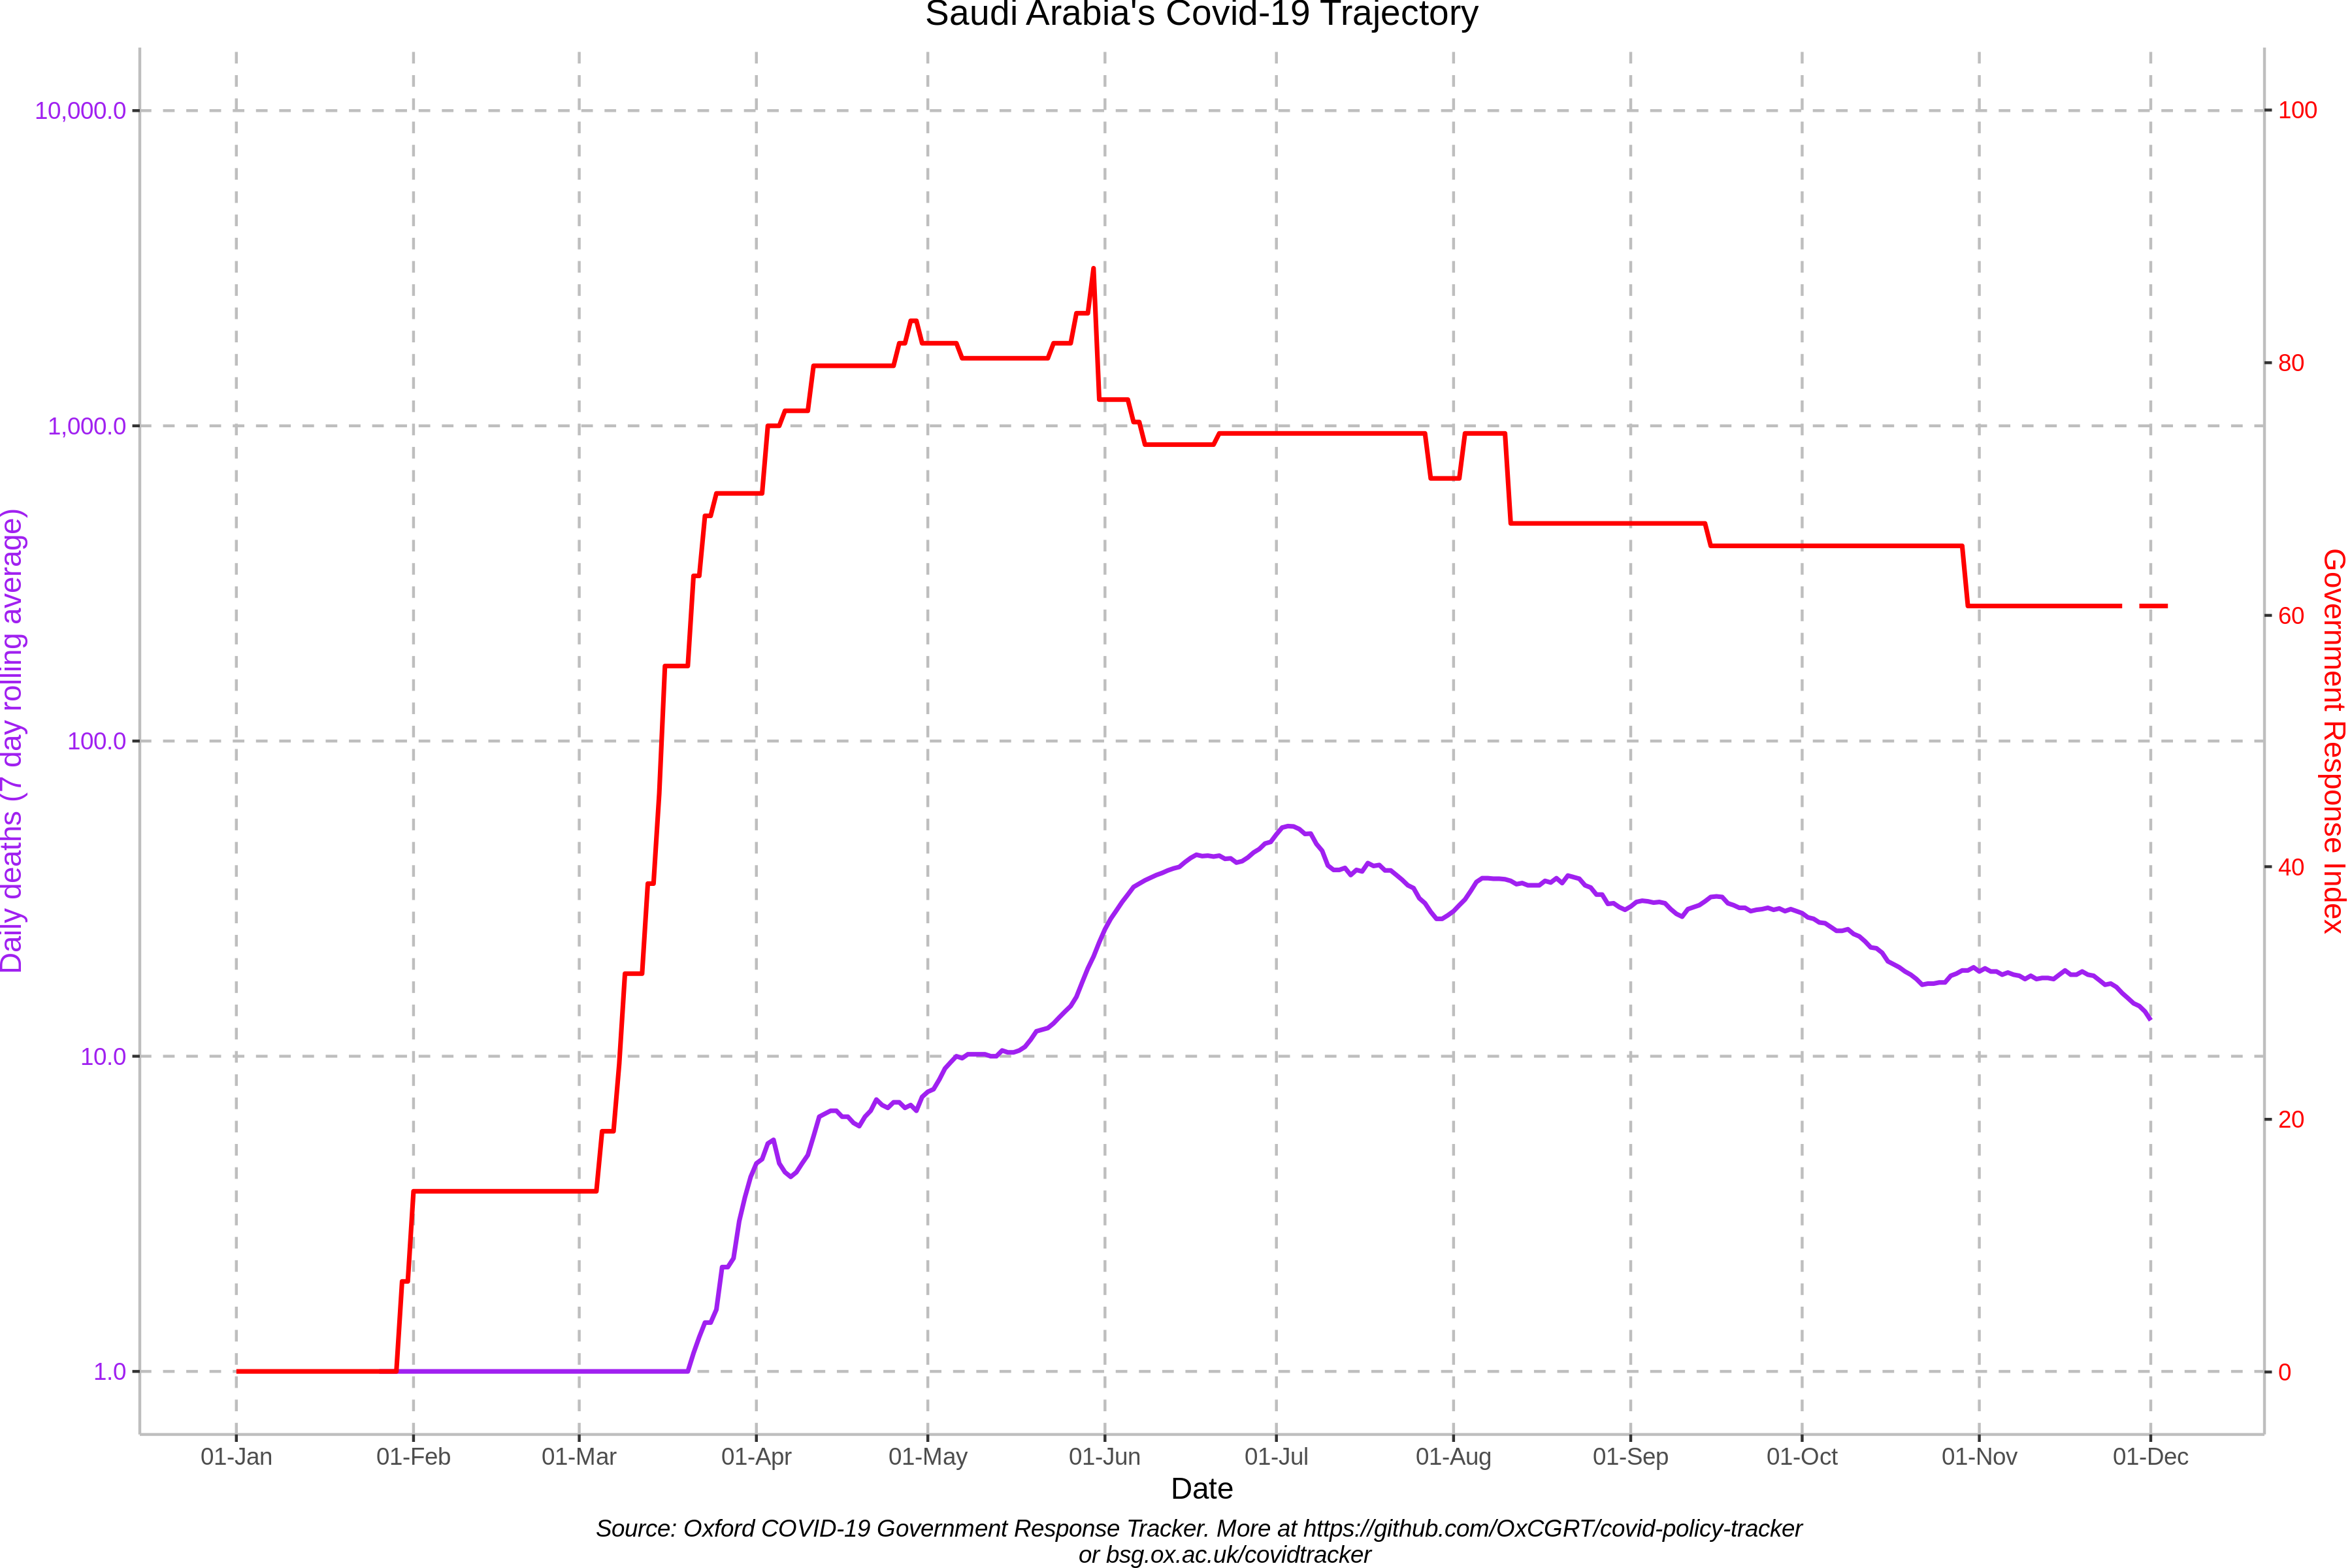 Saudi Arabia's Covid-19 Trajectory
Daily deaths (7 day rolling average)
10,000.0
1,000.0
100.0
10.0
1.0
100
80
60
40
20
0
Government Response Index
01-Jan 01-Feb 01-Mar 01-Apr 01-May 01-Jun 01-Jul 01-Aug 01-Sep 01-Oct 01-Nov 01-Dec
Date
Source: Oxford COVID-19 Government Response Tracker. More at https://github.com/OxCGRT/covid-policy-tracker
or bsg.ox.ac.uk/covidtracker